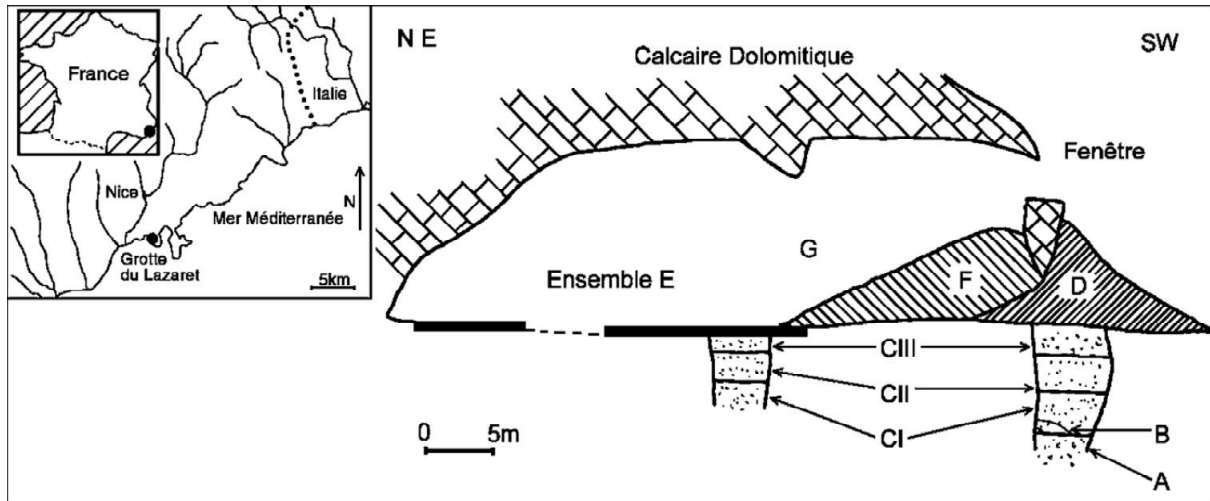 France
Italie
Nice
N
Mer Méditerranée
Grotte
du Lazaret
5km
N E
SW
Calcaire Dolomitique
Fenêtre
G
Ensemble E
F
D
CIII
CII
CI
B
A
0 5m